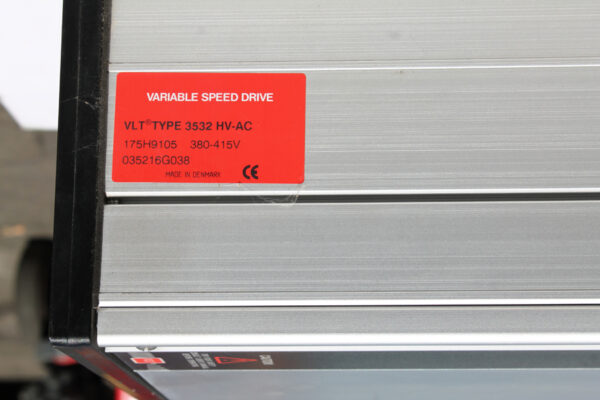 VARIABLE SPEED DRIVE
VLT®TYPE 3532 HV-AC
175H9105 380-415V
035216G038
MADE IN DENMARK CE